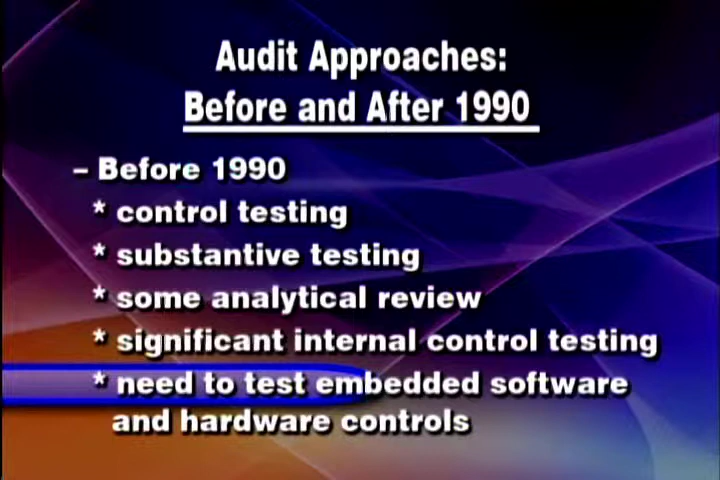 Audit Approaches:
Before and After 1990
– Before 1990
* control testing
* substantive testing
* some analytical review
* significant internal control testing
* need to test embedded software
and hardware controls